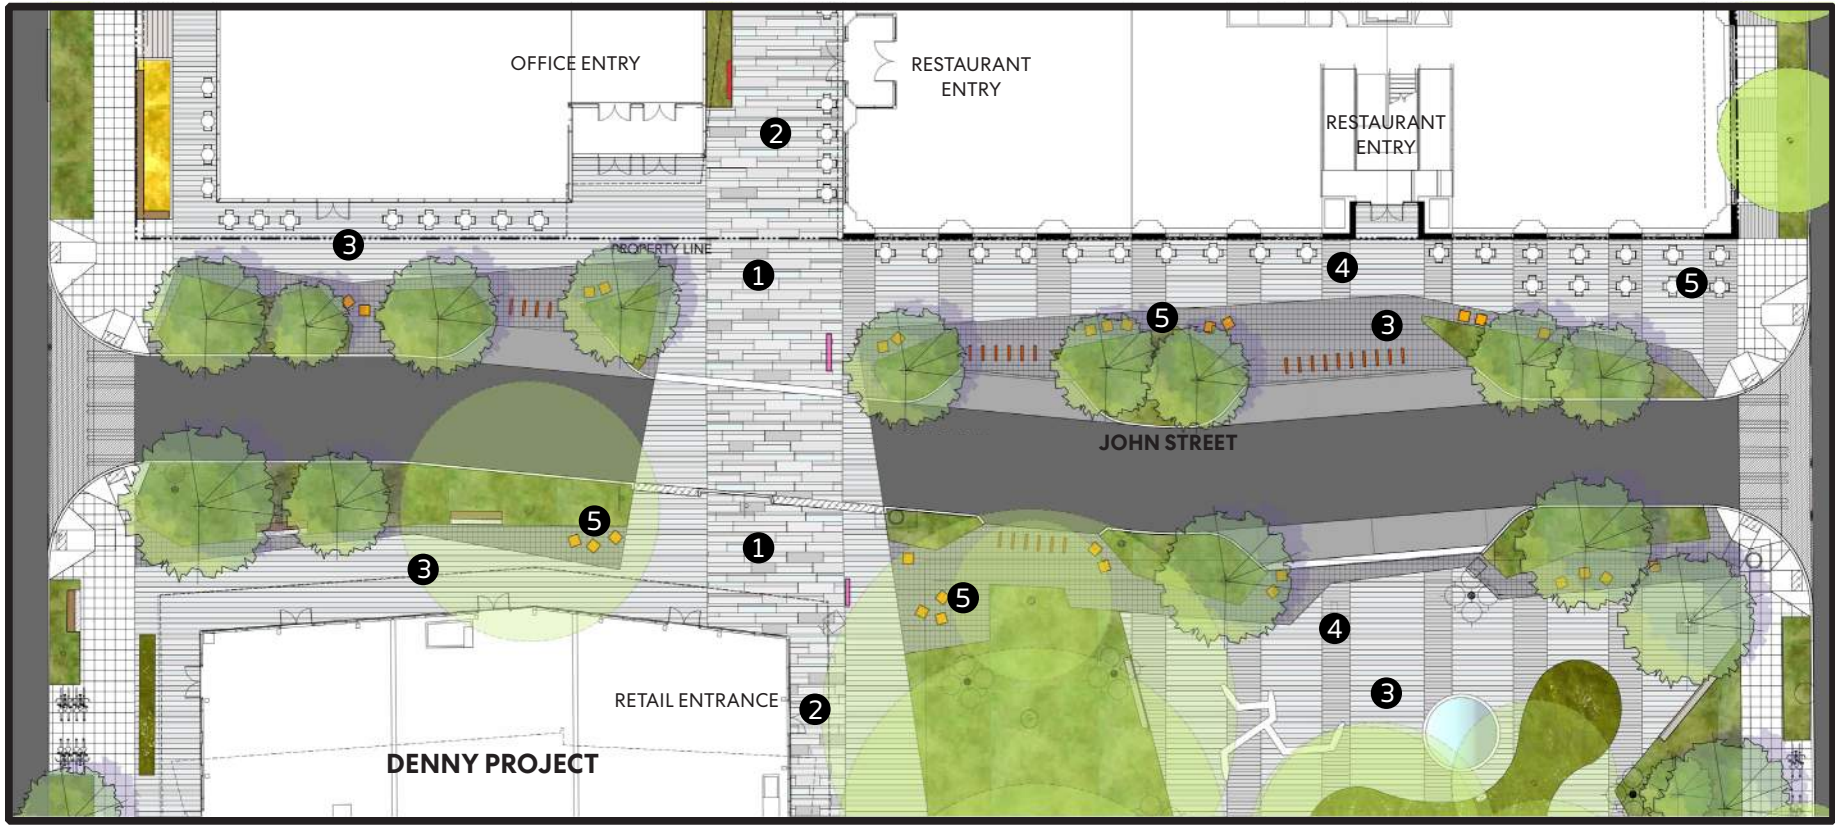 OFFICE ENTRY
RESTAURANT
ENTRY
RESTAURANT
ENTRY
2
3
PROPERTY LINE
1
4
5
5
3
JOHN STREET
5
1
3
5
4
RETAIL ENTRANCE
2
3
DENNY PROJECT